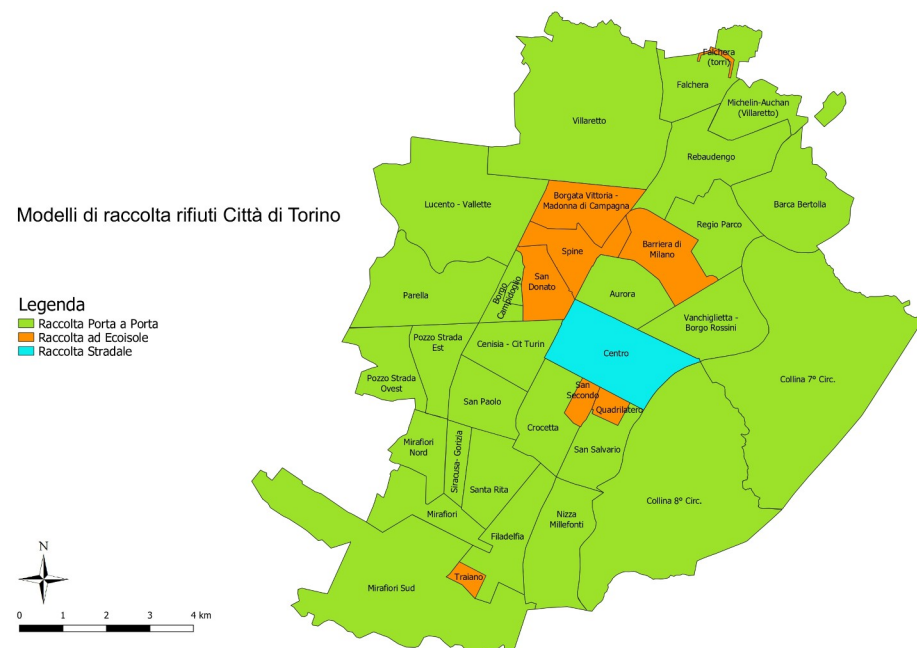 Modelli di raccolta rifiuti Città di Torino
Legenda
Raccolta Porta a Porta
Raccolta ad Ecoisole
Raccolta Stradale
N
0 1 2 3 4 km
Falchera
(torri)
Falchera
Michelin-Auchan
(Villaretto)
Villaretto
Rebaudengo
Lucento - Vallette
Borgata Vittoria -
Madonna di Campagna
Barca Bertolla
Regio Parco
Barriera di
Milano
Spine
San
Donato
Borgo
Campidoglio
Parella
Aurora
Vanchiglietta -
Borgo Rossini
Pozzo Strada
Est
Cenisia - Cit Turin
Centro
Collina 7° Circ.
Pozzo Strada
Ovest
San
Secondo
Quadrilatero
San Paolo
Crocetta
Mirafiori
Nord
Siracusa- Gorizia
San Salvario
Santa Rita
Collina 8° Circ.
Mirafiori
Filadelfia
Nizza
Millefonti
Traiano
Mirafiori Sud